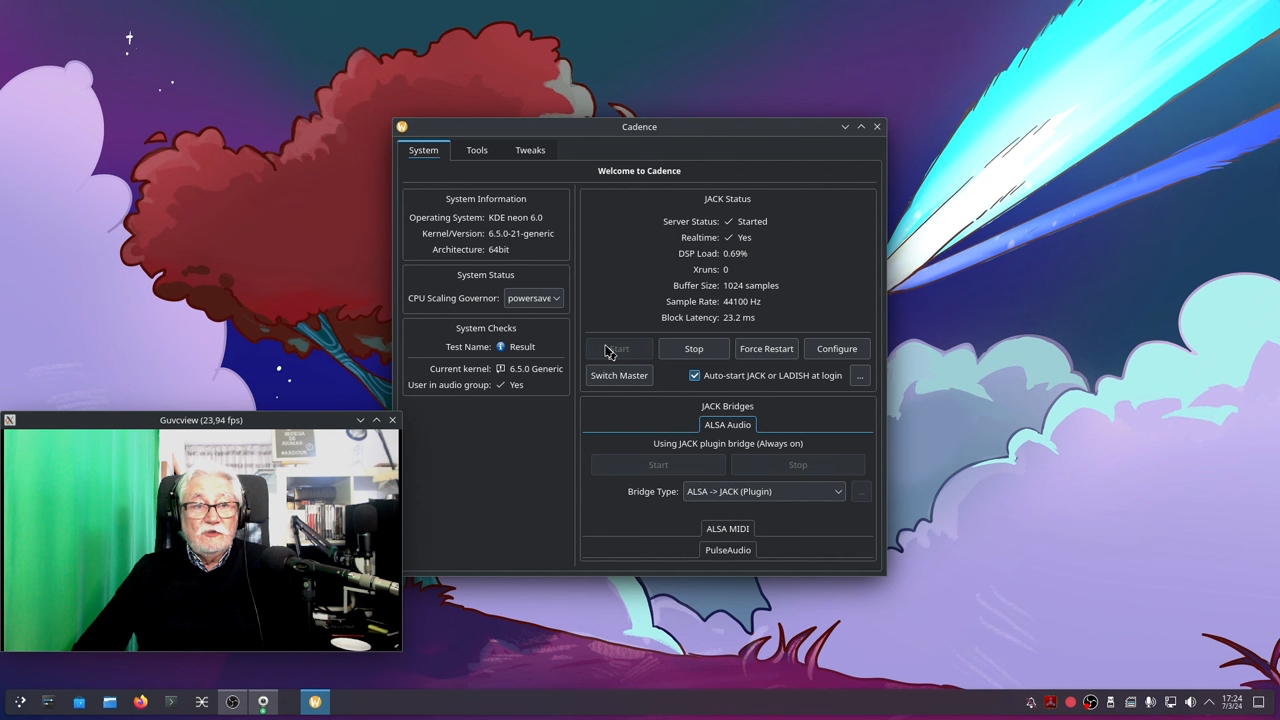 Cadence
System
Tools
Tweaks
Welcome to Cadence
System Information
Operating System: KDE neon 6.0
Kernel/Version: 6.5.0-21-generic
Architecture: 64bit
System Status
CPU Scaling Governor: powersave
System Checks
Test Name: Result
Current kernel: 6.5.0 Generic
User in audio group: Yes
JACK Status
Server Status: Started
Realtime: Yes
DSP Load: 0.69%
Xruns: 0
Buffer Size: 1024 samples
Sample Rate: 44100 Hz
Block Latency: 23.2 ms
Start
Stop
Force Restart
Configure
Switch Master
Auto-start JACK or LADISH at login
...
JACK Bridges
ALSA Audio
Using JACK plugin bridge (Always on)
Start
Stop
Bridge Type: ALSA -> JACK (Plugin)
...
ALSA MIDI
PulseAudio
Guvcview (23,94 fps)
17:24
7/3/24